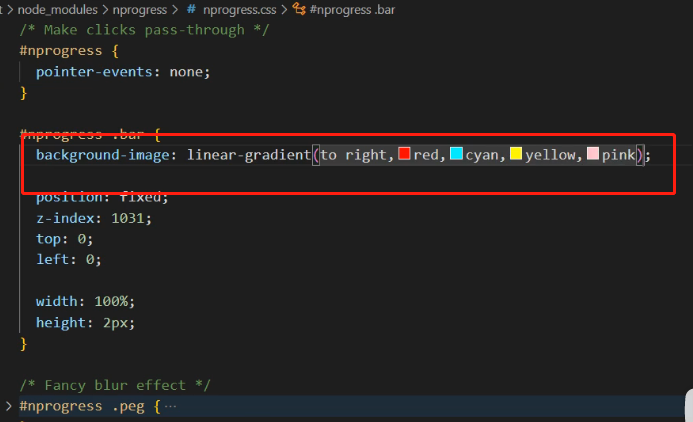 t > node_modules > nprogress > # nprogress.css > #nprogress .bar
/* Make clicks pass-through */
#nprogress {
pointer-events: none;
}
#nprogress .bar {
background-image: linear-gradient(to right,red,cyan,yellow,pink);
position: fixed;
z-index: 1031;
top: 0;
left: 0;
width: 100%;
height: 2px;
}
/* Fancy blur effect */
> #nprogress .peg { ···